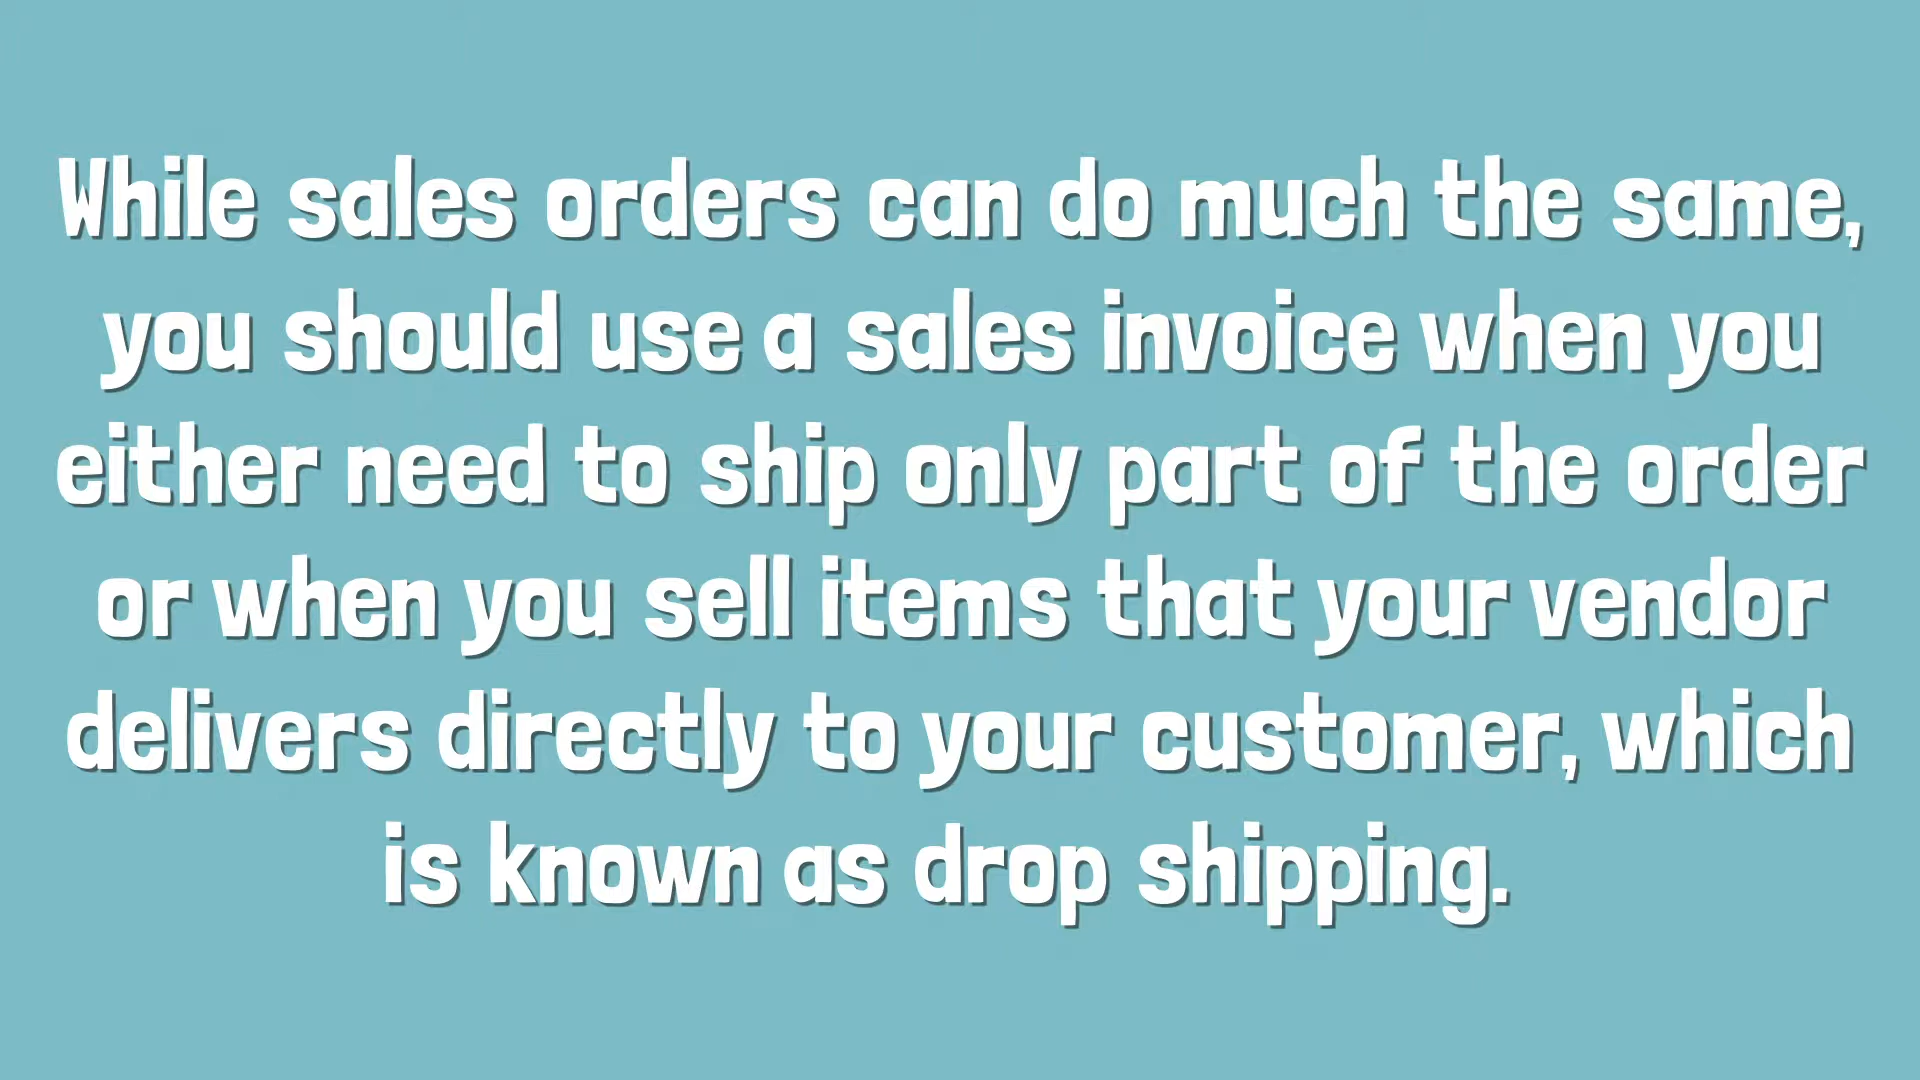 While sales orders can do much the same,
you should use a sales invoice when you
either need to ship only part of the order
or when you sell items that your vendor
delivers directly to your customer, which
is known as drop shipping.